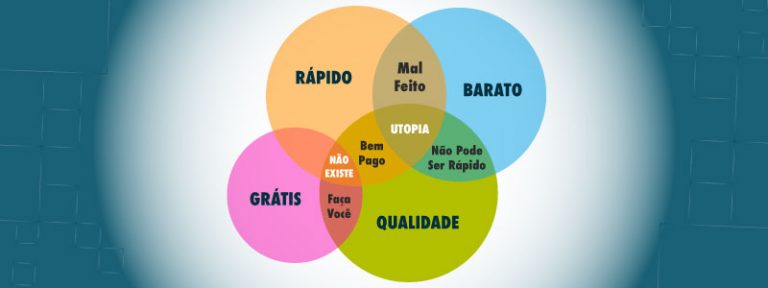 RÁPIDO
Mal
Feito
BARATO
UTOPIA
Bem
Pago
Não Pode
Ser Rápido
NÃO
EXISTE
GRÁTIS
Faça
Você
QUALIDADE